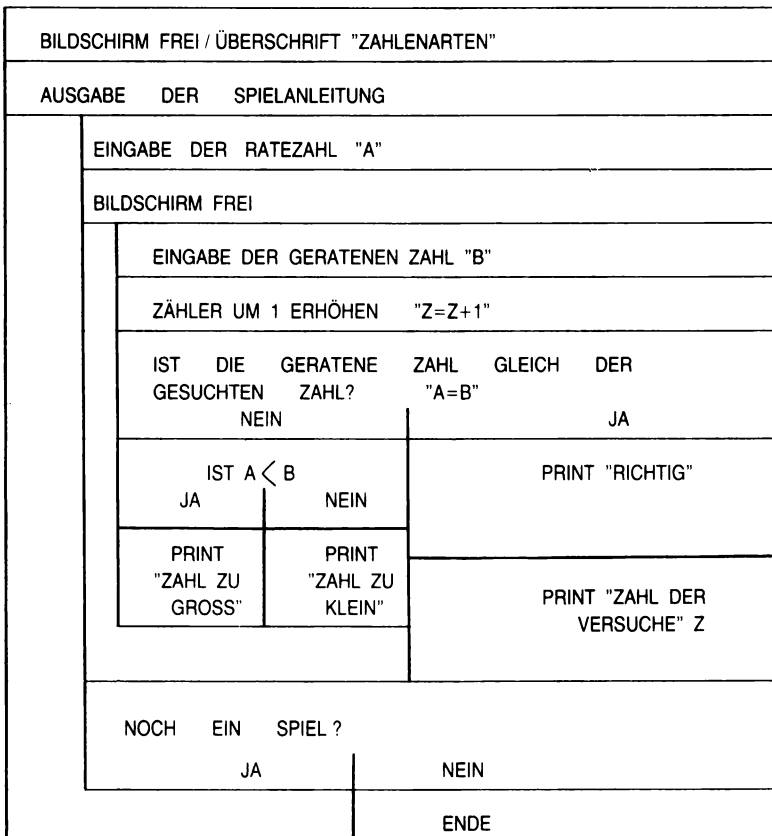 BILDSCHIRM FREI / ÜBERSCHRIFT "ZAHLENARTEN"
AUSGABE DER SPIELANLEITUNG
EINGABE DER RATEZAHL "A"
BILDSCHIRM FREI
EINGABE DER GERATENEN ZAHL "B"
ZÄHLER UM 1 ERHÖHEN "Z=Z+1"
IST DIE GERATENE ZAHL GLEICH DER
GESUCHTEN ZAHL? "A=B"
NEIN JA
IST A < B
JA NEIN
PRINT "RICHTIG"
PRINT
"ZAHL ZU
GROSS"
PRINT
"ZAHL ZU
KLEIN"
PRINT "ZAHL DER
VERSUCHE" Z
NOCH EIN SPIEL?
JA NEIN
ENDE